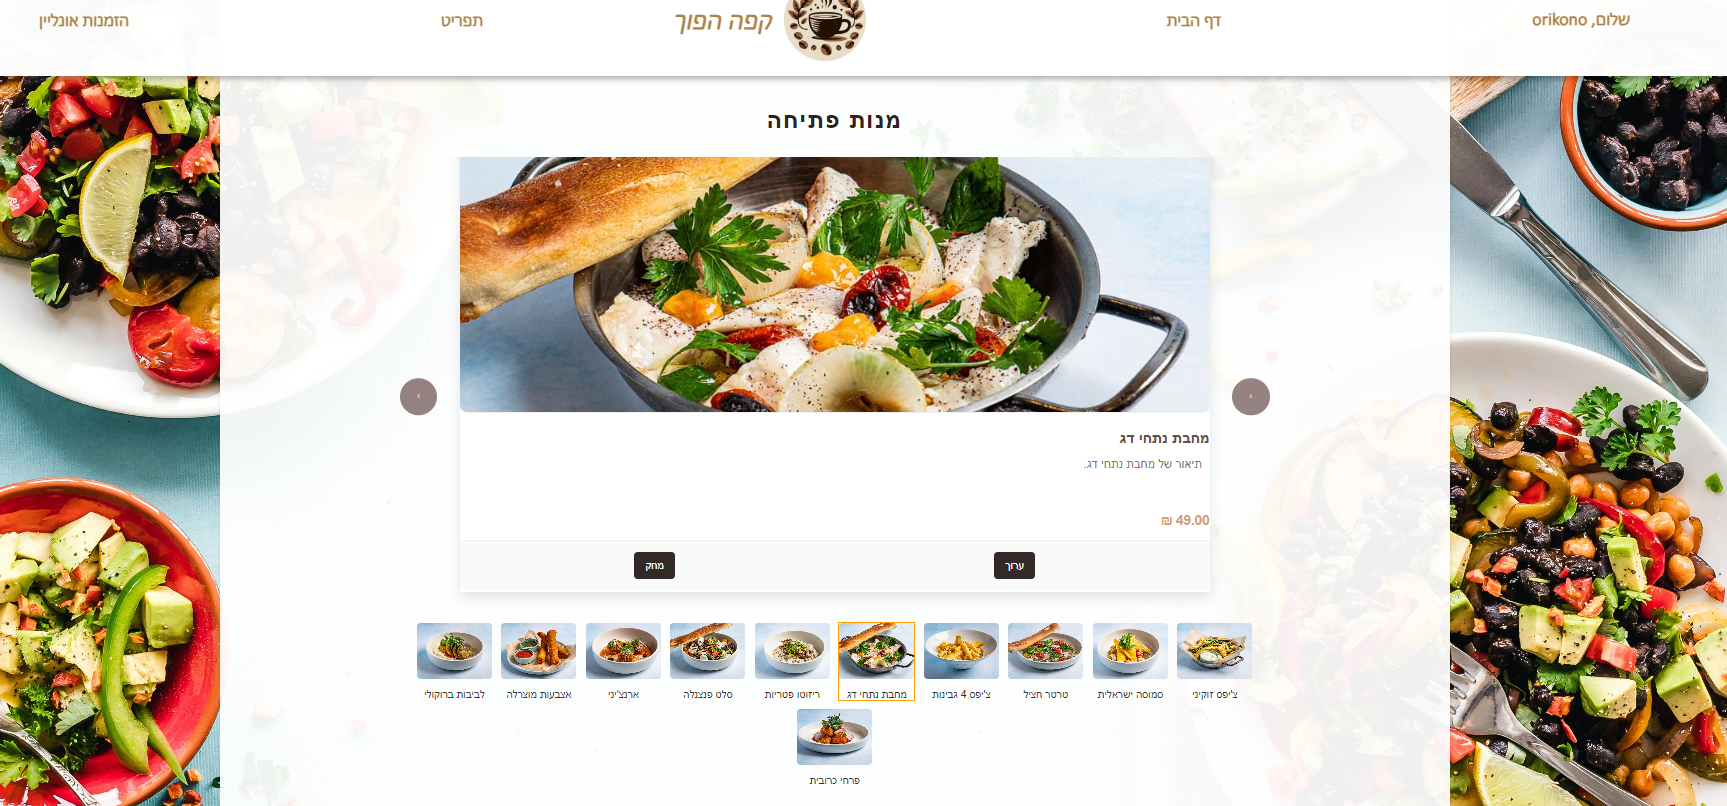 שלום, orikono
דף הבית
קפה הפוך
תפריט
הזמנות אונליין
מנות פתיחה
מחבת נתחי דג
תיאור של מחבת נתחי דג.
49.00 ₪
ערוך
מחק
צ'יפס זוקיני
סמוסה ישראלית
טרטר חציל
צ'יפס 4 גבינות
מחבת נתחי דג
ריזוטו פטריות
סלט פנצנלה
ארנצ'יני
אצבעות מוצרלה
לביבות ברוקולי
פרחי כרובית